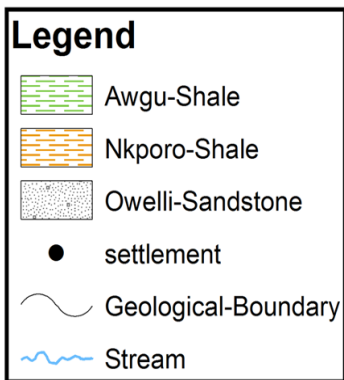 Legend
Awgu-Shale
Nkporo-Shale
Owelli-Sandstone
settlement
Geological-Boundary
Stream